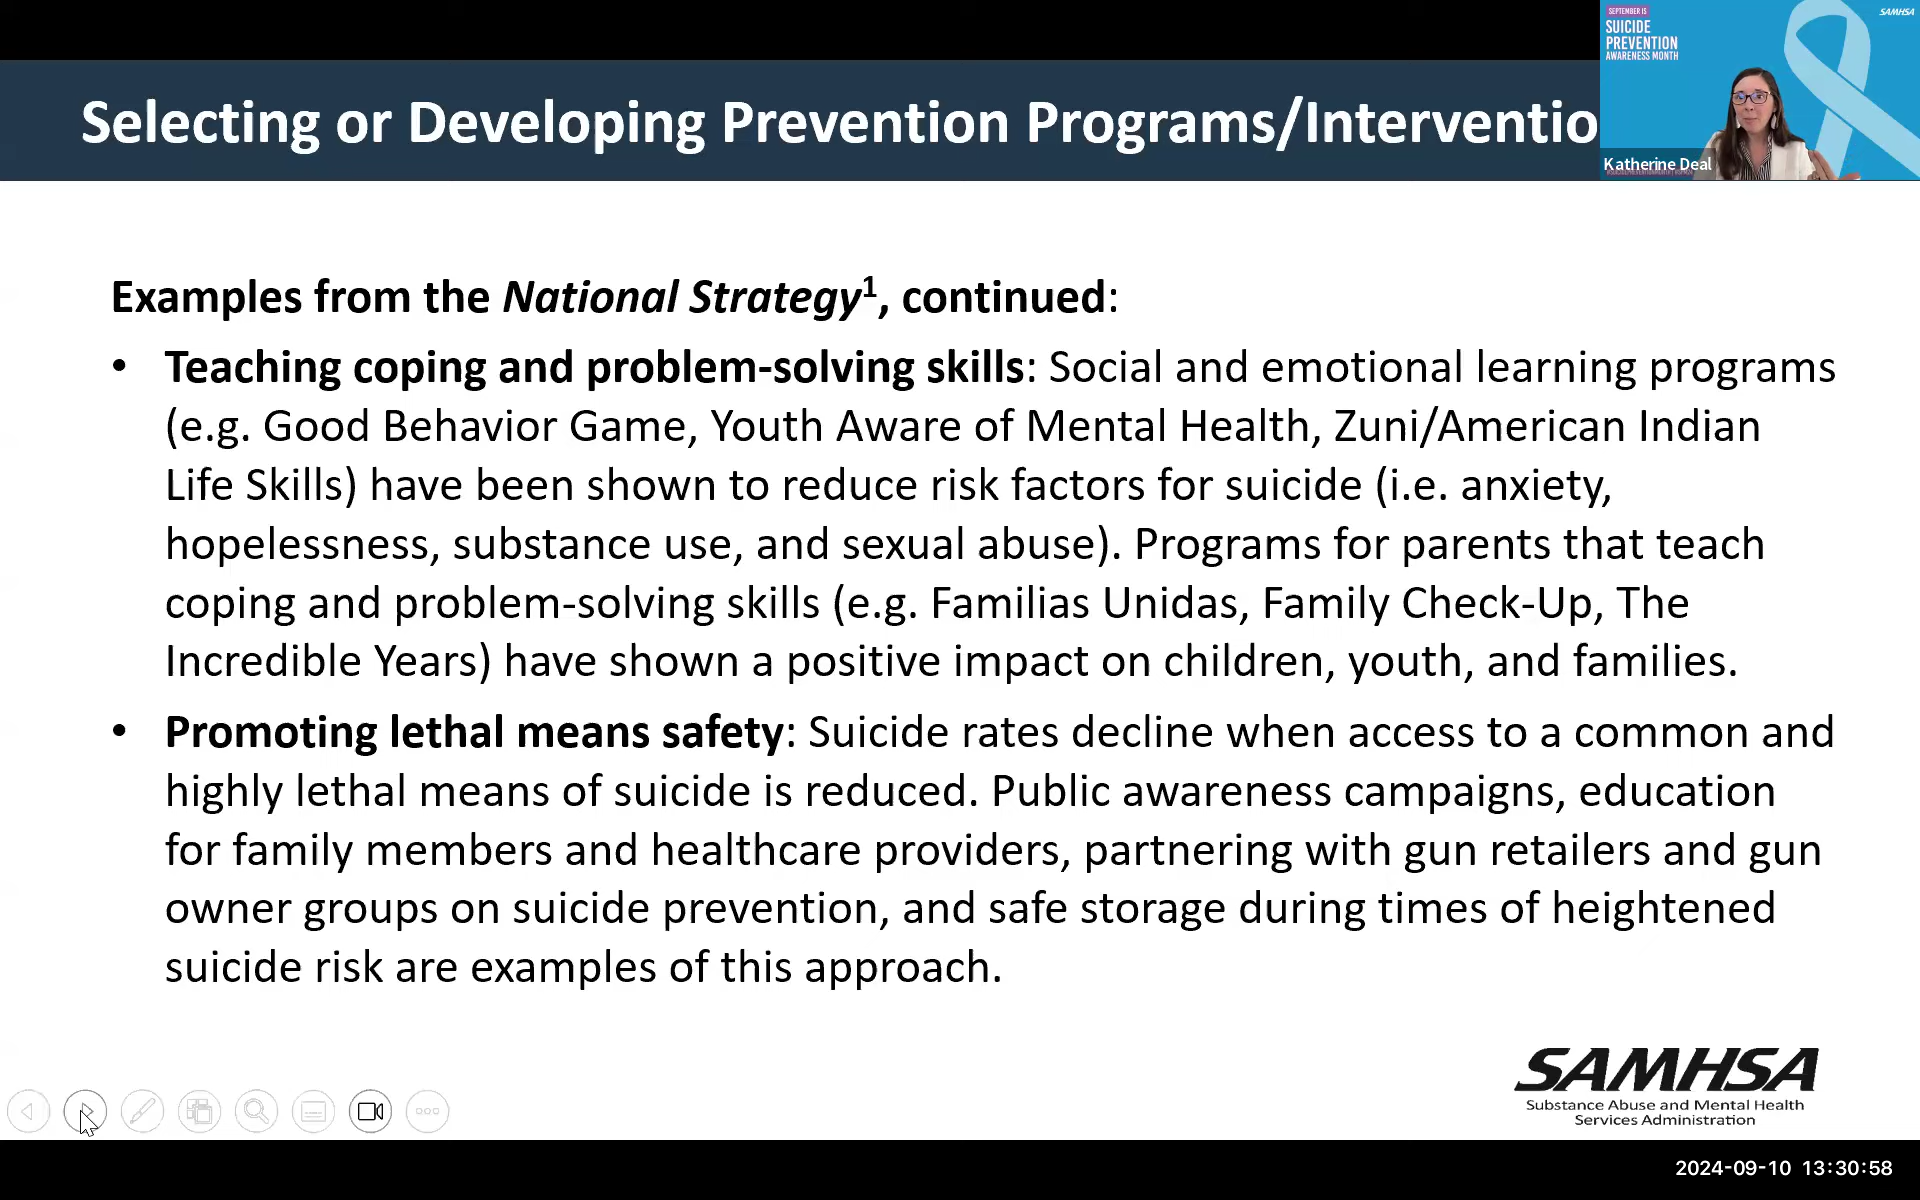 SAMHSA
SEPTEMBER IS
SUICIDE
PREVENTION
AWARENESS MONTH
Katherine Deal
Selecting or Developing Prevention Programs/Interventio
Examples from the National Strategy1, continued:
• Teaching coping and problem-solving skills: Social and emotional learning programs
(e.g. Good Behavior Game, Youth Aware of Mental Health, Zuni/American Indian
Life Skills) have been shown to reduce risk factors for suicide (i.e. anxiety,
hopelessness, substance use, and sexual abuse). Programs for parents that teach
coping and problem-solving skills (e.g. Familias Unidas, Family Check-Up, The
Incredible Years) have shown a positive impact on children, youth, and families.
• Promoting lethal means safety: Suicide rates decline when access to a common and
highly lethal means of suicide is reduced. Public awareness campaigns, education
for family members and healthcare providers, partnering with gun retailers and gun
owner groups on suicide prevention, and safe storage during times of heightened
suicide risk are examples of this approach.
SAMHSA
Substance Abuse and Mental Health
Services Administration
2024-09-10 13:30:58